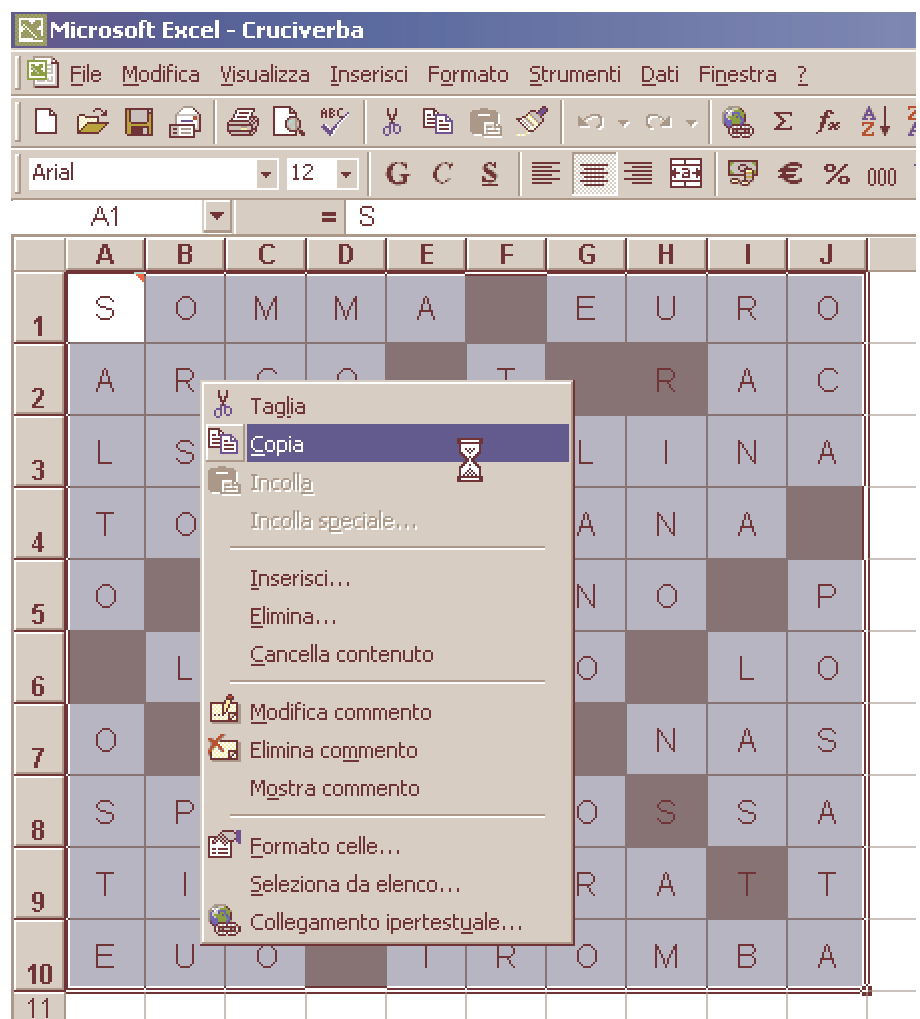 Microsoft Excel - Cruciverba
File Modifica Visualizza Inserisci Formato Strumenti Dati Finestra ?
ABC Σ fx A Z
Arial 12 G C S a € % 000
A1 = S
A B C D E F G H I J
1 S O M M A E U R O
2 A R C O T R A C
3 L S L I N A
4 T O A N A
5 O N O P
6 L O L O
7 O N A S
8 S P O S S A
9 T I R A T T
10 E U O T R O M B A
11
Taglia
Copia
Incolla
Incolla speciale...
Inserisci...
Elimina...
Cancella contenuto
Modifica commento
Elimina commento
Mostra commento
Formato celle...
Seleziona da elenco...
Collegamento ipertestuale...